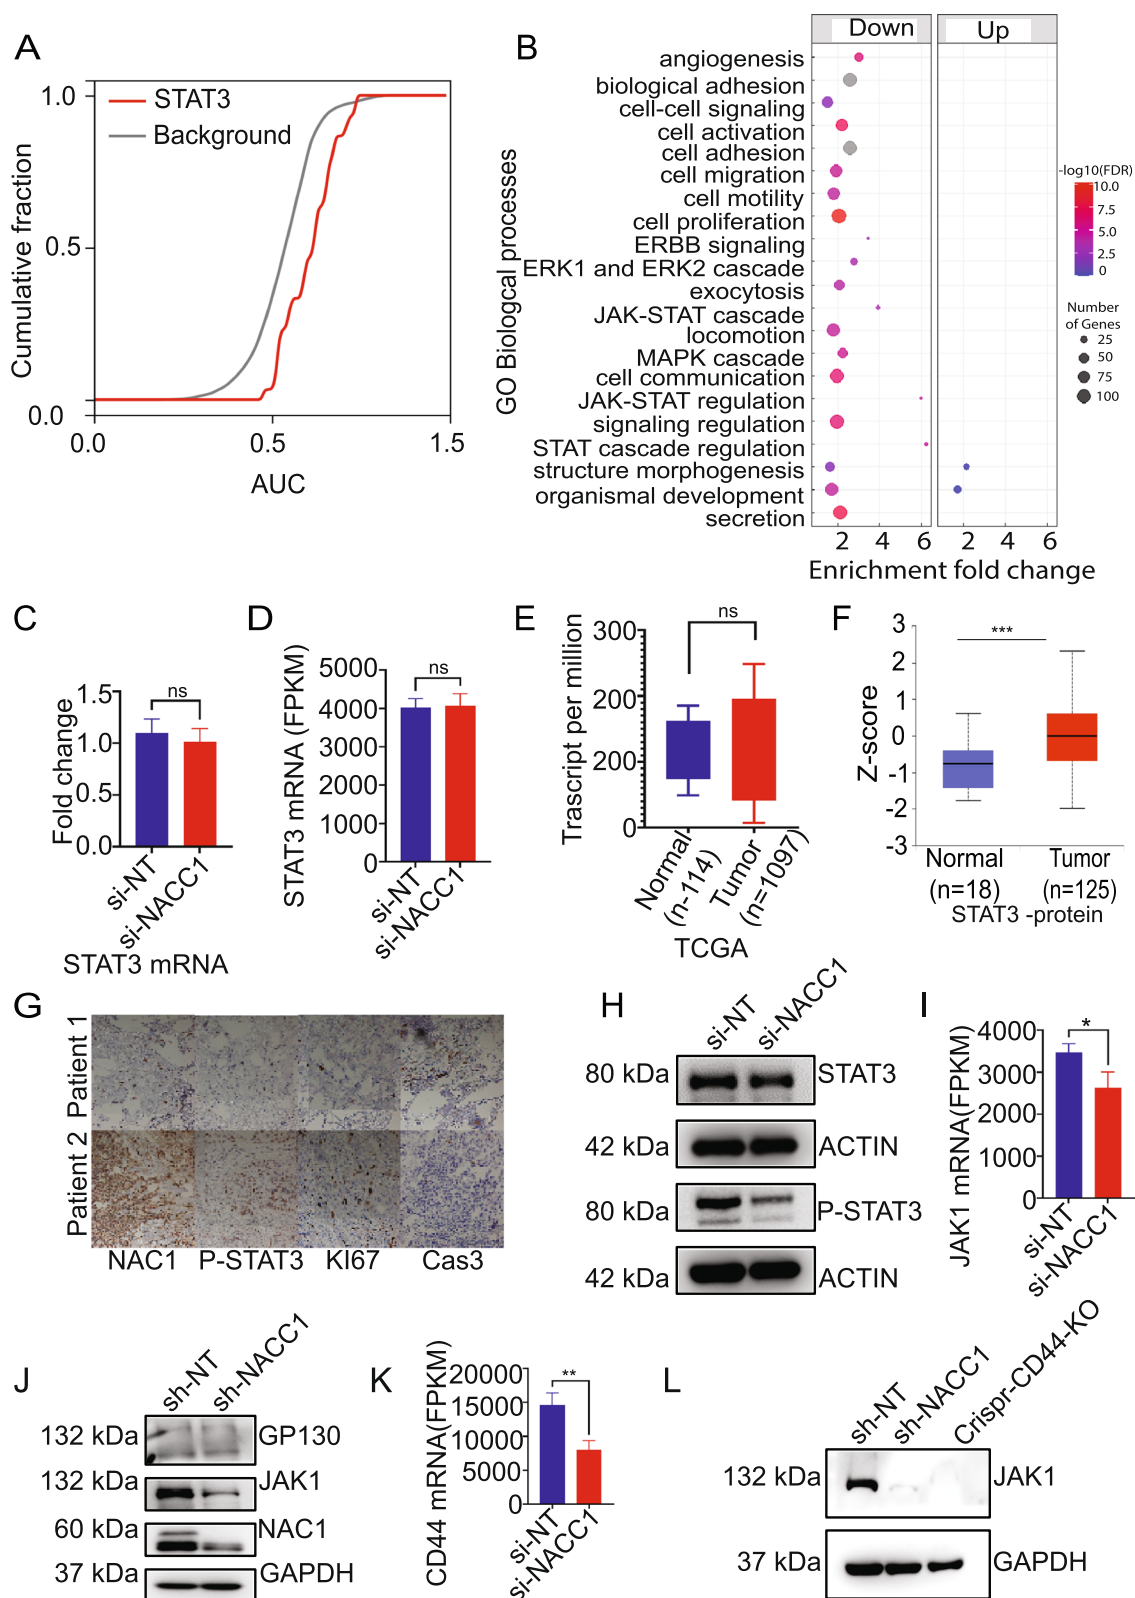 A
STAT3
Background
1.0
0.5
0.0
Cumulative fraction
0.0 0.5 1.5
AUC
B
Down Up
GO Biologcal processes
angiogenesis
biological adhesion
cell-cell signaling
cell activation
cell adhesion
cell migration
cell motility
cell proliferation
ERBB signaling
ERK1 and ERK2 cascade
exocytosis
JAK-STAT cascade
locomotion
MAPK cascade
cell communication
JAK-STAT regulation
signaling regulation
STAT cascade regulation
structure morphogenesis
organismal development
secretion
2 4 6 2 4 6
Enrichment fold change
-log10(FDR)
10.0
7.5
5.0
2.5
0
Number
of Genes
25
50
75
100
C
Fold change
1.5
1.0
0.5
0.0
ns
si-NT
si-NACC1
STAT3 mRNA
D
STAT3 mRNA (FPKM)
5000
4000
3000
2000
1000
0
ns
si-NT
si-NACC1
E
Trascript per million
300
200
200
0
ns
Normal
(n-114)
Tumor
(n=1097)
TCGA
F
Z-score
3
2
1
0
-1
-2
-3
***
Normal
(n=18)
Tumor
(n=125)
STAT3 -protein
G
Patient 1
Patient 2
NAC1 P-STAT3 KI67 Cas3
H
si-NT
si-NACC1
80 kDa STAT3
42 kDa ACTIN
80 kDa P-STAT3
42 kDa ACTIN
I
JAK1 mRNA(FPKM)
4000
3000
2000
1000
0
*
si-NT
si-NACC1
J
sh-NT
sh-NACC1
132 kDa GP130
132 kDa JAK1
60 kDa NAC1
37 kDa GAPDH
K
CD44 mRNA(FPKM)
20000
15000
10000
5000
0
**
si-NT
si-NACC1
L
sh-NT
sh-NACC1
Crispr-CD44-KO
132 kDa JAK1
37 kDa GAPDH